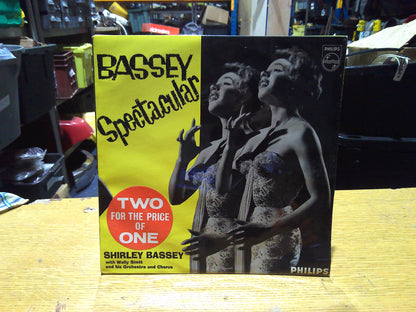 BASSEY
Spectacular
PHILIPS
TWO
FOR THE PRICE
OF
ONE
SHIRLEY BASSEY
with Wally Stott
and his Orchestra and Chorus
PHILIPS